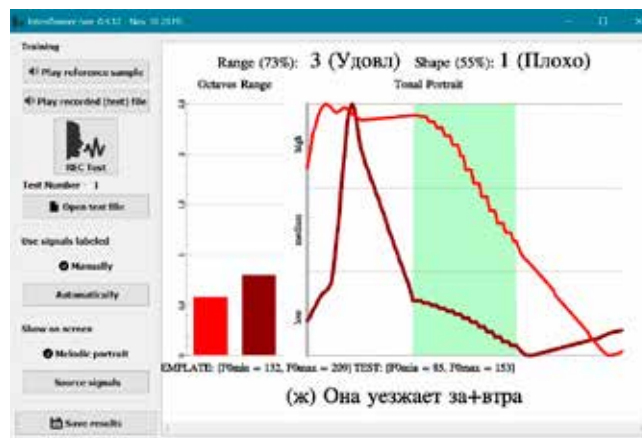 IntonTrainer (ver 0.4.12 - Nov 10 2019)
Training
Play reference sample
Play recorded (test) file
REC Test
Test Number - 1
Open test file
Use signals labeled
Manually
Automatically
Show on screen
Melodic portrait
Source signals
Save results
Range (73%): 3 (Удовл) Shape (55%): 1 (Плохо)
Octaves Range
Tonal Portrait
high
medium
low
EMPLATE: [F0min = 132, F0max = 209] TEST: [F0min = 85, F0max = 153]
(ж) Она уезжает за+втра